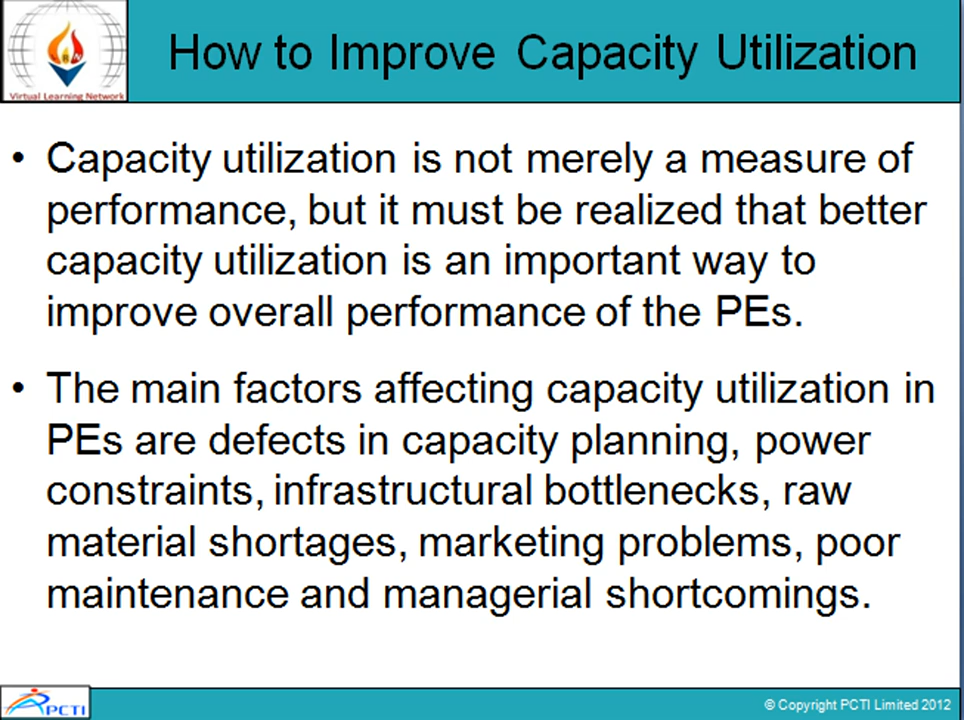 How to Improve Capacity Utilization
Virtual Learning Network
• Capacity utilization is not merely a measure of
performance, but it must be realized that better
capacity utilization is an important way to
improve overall performance of the PEs.
• The main factors affecting capacity utilization in
PEs are defects in capacity planning, power
constraints, infrastructural bottlenecks, raw
material shortages, marketing problems, poor
maintenance and managerial shortcomings.
PCTI
© Copyright PCTI Limited 2012